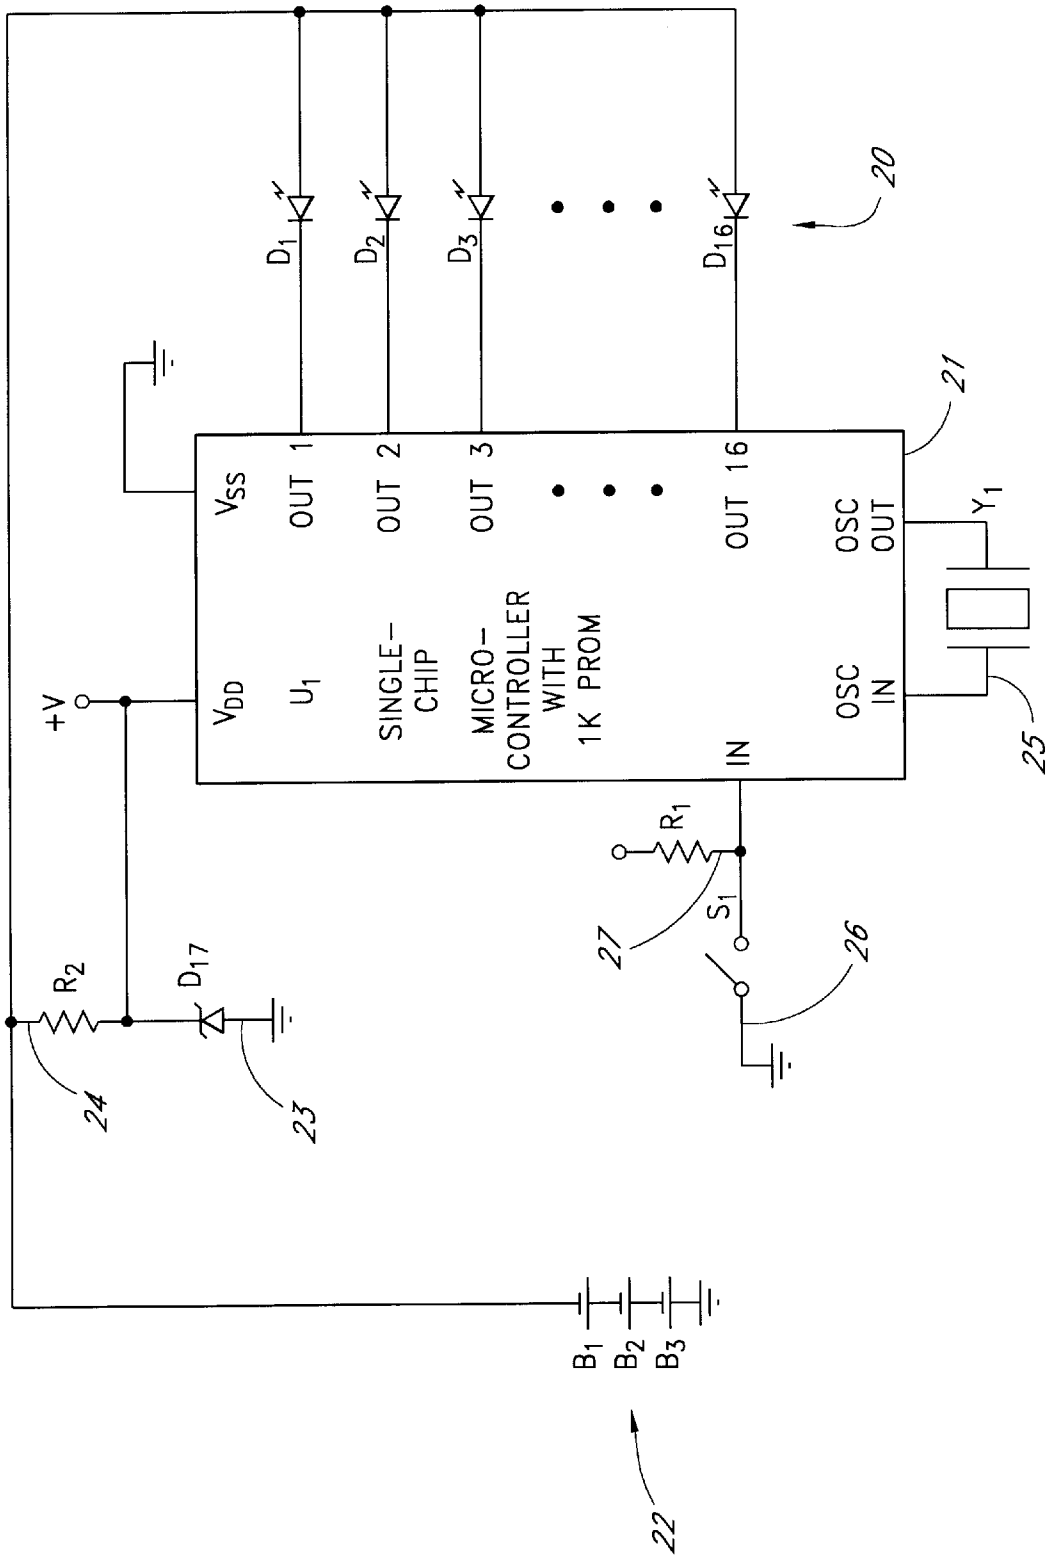 +V
R2
D17
24
23
VDD
VSS
U1
SINGLE-
CHIP
MICRO-
CONTROLLER
WITH
1K PROM
OUT 1
OUT 2
OUT 3
OUT 16
IN
OSC
IN
OSC
OUT
D1
D2
D3
D16
20
21
Y1
25
R1
S1
27
26
B1
B2
B3
22